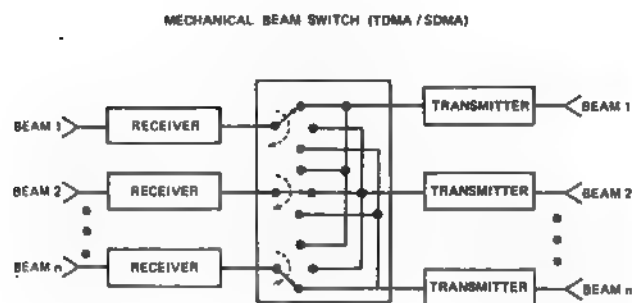 MECHANICAL BEAM SWITCH (TDMA/SDMA)
BEAM 1
RECEIVER
TRANSMITTER
BEAM 1
BEAM 2
RECEIVER
TRANSMITTER
BEAM 2
BEAM n
RECEIVER
TRANSMITTER
BEAM n